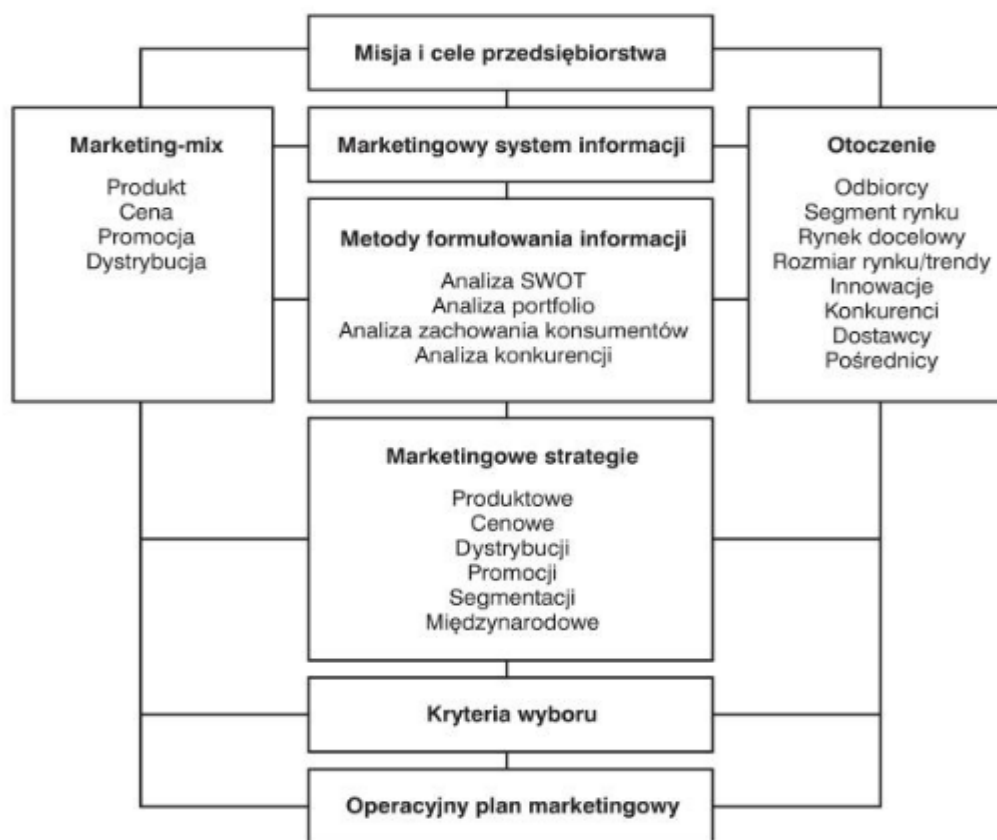 Misja i cele przedsiębiorstwa
Marketing-mix
Produkt
Cena
Promocja
Dystrybucja
Marketingowy system informacji
Otoczenie
Odbiorcy
Segment rynku
Rynek docelowy
Rozmiar rynku/trendy
Innowacje
Konkurenci
Dostawcy
Pośrednicy
Metody formułowania informacji
Analiza SWOT
Analiza portfolio
Analiza zachowania konsumentów
Analiza konkurencji
Marketingowe strategie
Produktowe
Cenowe
Dystrybucji
Promocji
Segmentacji
Międzynarodowe
Kryteria wyboru
Operacyjny plan marketingowy